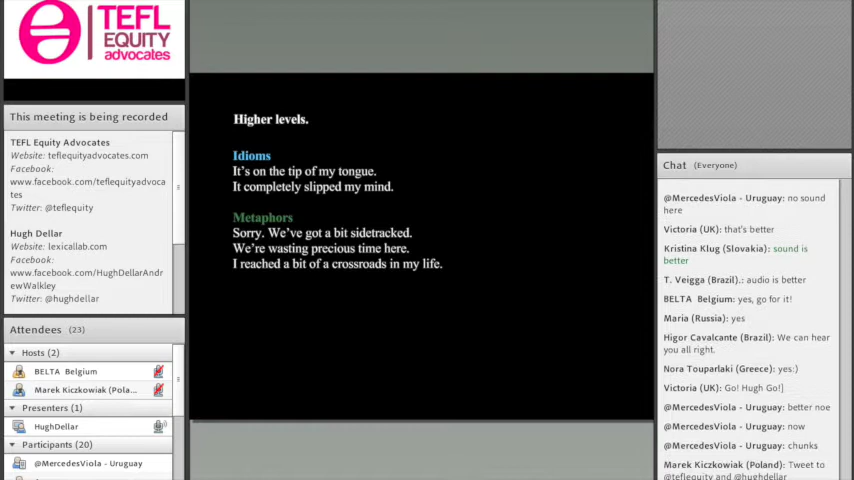 TEFL
EQUITY
advocates
This meeting is being recorded
TEFL Equity Advocates
Website: teflequityadvocates.com
Facebook:
www.facebook.com/teflequityadvoca
tes
Twitter: @teflequity
Hugh Dellar
Website: lexicallab.com
Facebook:
www.facebook.com/HughDellarAndr
ewWalkley
Twitter: @hughdellar
Attendees (23)
Hosts (2)
BELTA Belgium
Marek Kiczkowiak (Pola...
Presenters (1)
HughDellar
Participants (20)
@MercedesViola - Uruguay
Higher levels.
Idioms
It's on the tip of my tongue.
It completely slipped my mind.
Metaphors
Sorry. We've got a bit sidetracked.
We're wasting precious time here.
I reached a bit of a crossroads in my life.
Chat (Everyone)
@MercedesViola - Uruguay: no sound
here
Victoria (UK): that's better
Kristina Klug (Slovakia): sound is
better
T. Veigga (Brazil).: audio is better
BELTA Belgium: yes, go for it!
Maria (Russia): yes
Higor Cavalcante (Brazil): We can hear
you all right.
Nora Touparlaki (Greece): yes:)
Victoria (UK): Go! Hugh Go!]
@MercedesViola - Uruguay: better noe
@MercedesViola - Uruguay: now
@MercedesViola - Uruguay: chunks
Marek Kiczkowiak (Poland): Tweet to
@teflequity and @hughdellar